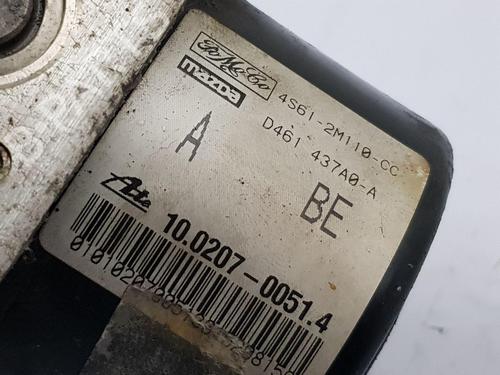 FoMoCo
mazda
4S61-2M110-CC
D461 437A0-A
A
BE
Ate
10.0207-0051.4